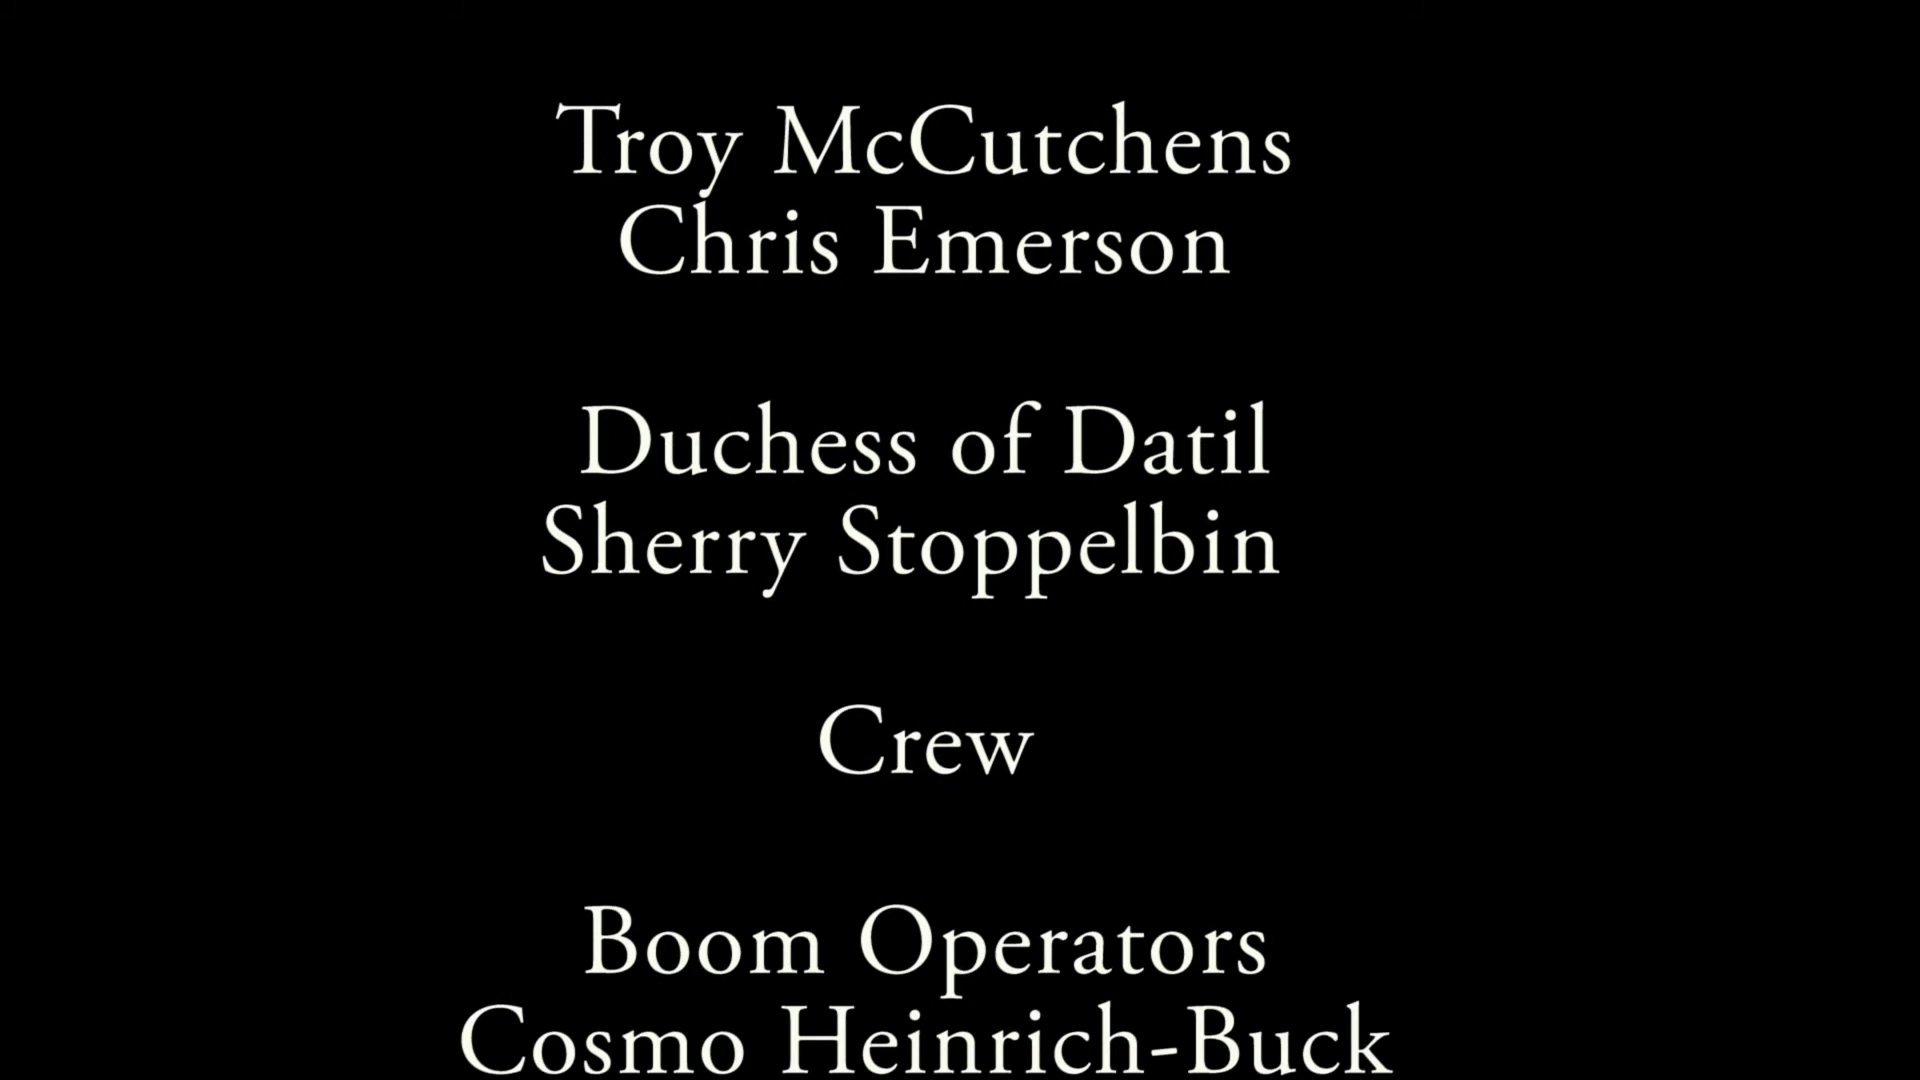 Troy McCutchens
Chris Emerson
Duchess of Datil
Sherry Stoppelbin
Crew
Boom Operators
Cosmo Heinrich-Buck